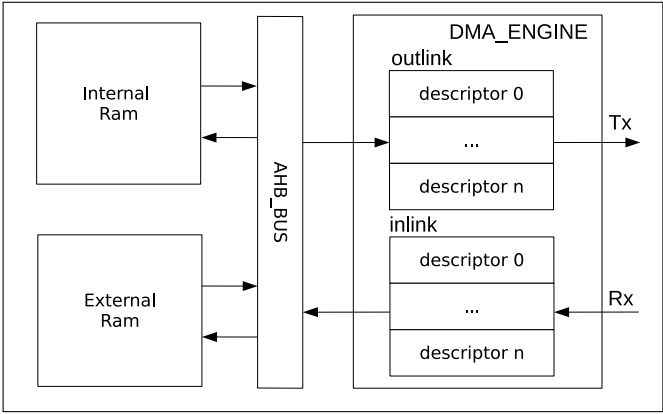 DMA_ENGINE
outlink
Internal
Ram
descriptor 0
...
descriptor n
Tx
AHB_BUS
inlink
External
Ram
descriptor 0
...
descriptor n
Rx